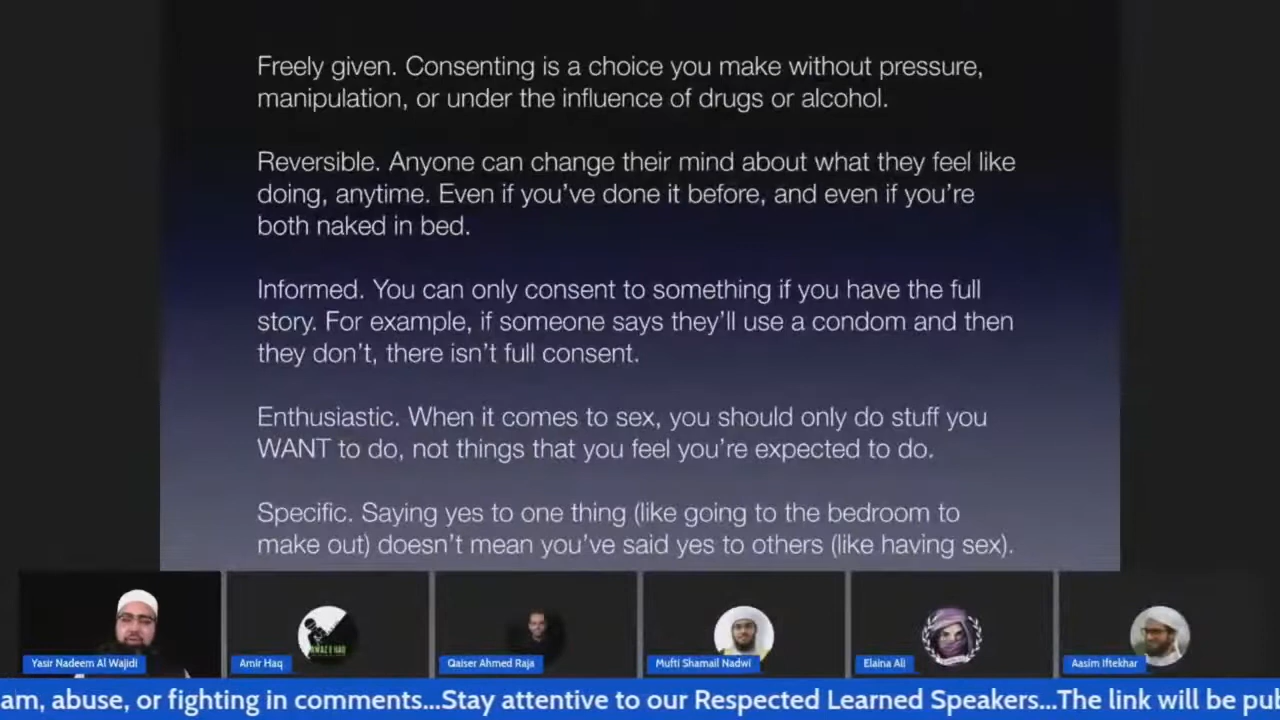 Freely given. Consenting is a choice you make without pressure,
manipulation, or under the influence of drugs or alcohol.
Reversible. Anyone can change their mind about what they feel like
doing, anytime. Even if you’ve done it before, and even if you’re
both naked in bed.
Informed. You can only consent to something if you have the full
story. For example, if someone says they’ll use a condom and then
they don’t, there isn’t full consent.
Enthusiastic. When it comes to sex, you should only do stuff you
WANT to do, not things that you feel you’re expected to do.
Specific. Saying yes to one thing (like going to the bedroom to
make out) doesn’t mean you’ve said yes to others (like having sex).
Yasir Nadeem Al Wajidi
Amir Haq
Qaiser Ahmed Raja
Mufti Shamail Nadwi
Elaina Ali
Aasim Iftekhar
am, abuse, or fighting in comments...Stay attentive to our Respected Learned Speakers...The link will be pub